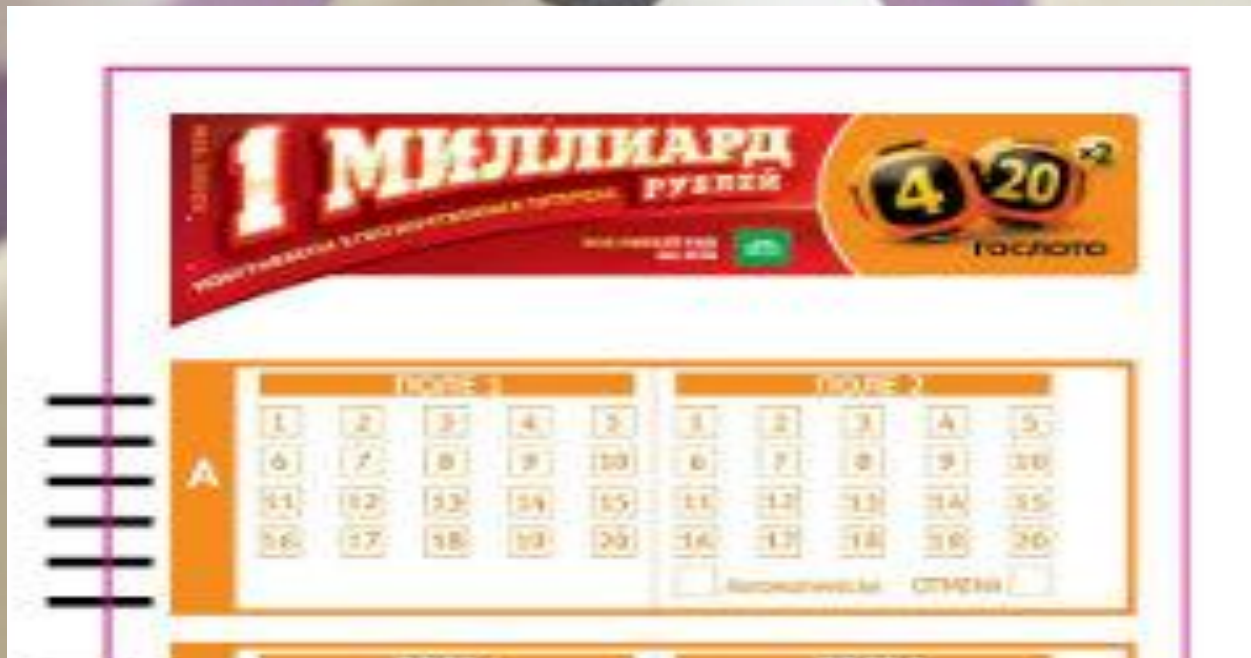 1 МИЛЛИАРД
РУБЛЕЙ
4 20 x2
ГОСЛОТО
А
ПОЛЕ 1 ПОЛЕ 2
1 2 3 4 5 1 2 3 4 5
6 7 8 9 10 6 7 8 9 10
11 12 13 14 15 11 12 13 14 15
16 17 18 19 20 16 17 18 19 20
Автоматически ОТМЕНА